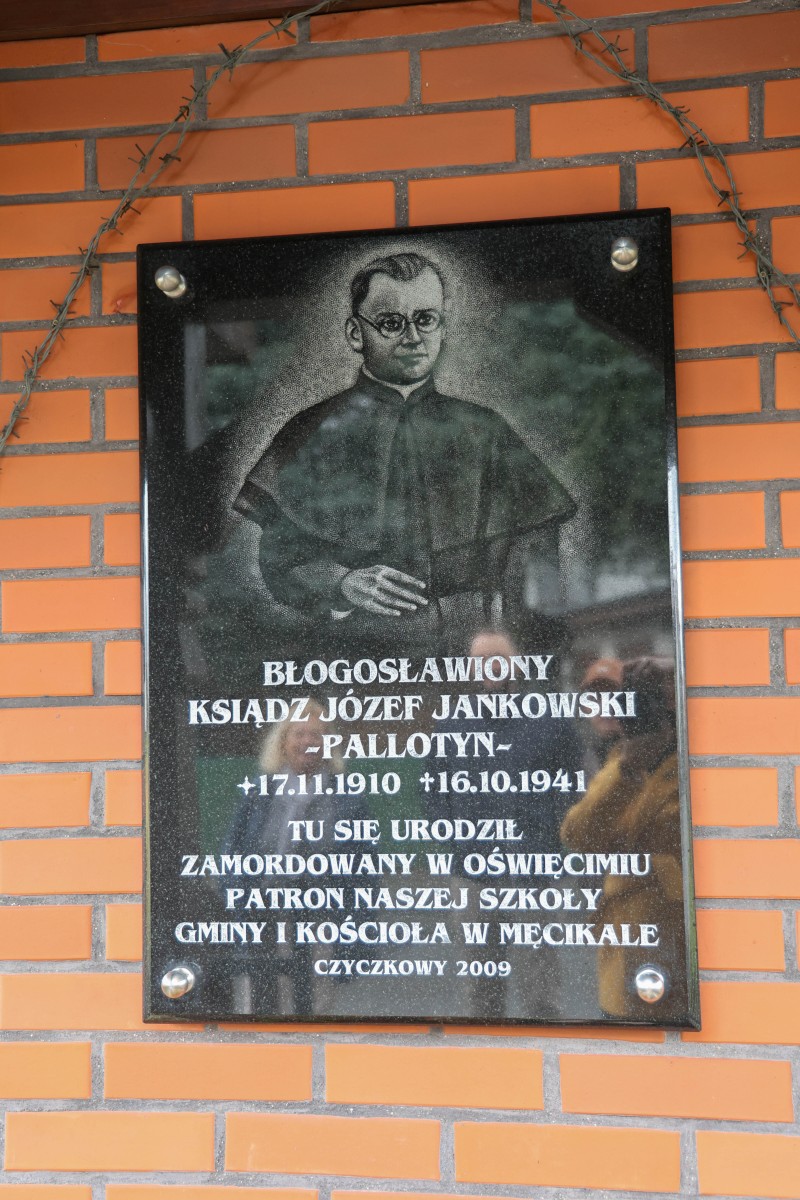 BŁOGOSŁAWIONY
KSIĄDZ JÓZEF JANKOWSKI
-PALLOTYN-
✦17.11.1910 ✝16.10.1941
TU SIĘ URODZIŁ
ZAMORDOWANY W OŚWIĘCIMIU
PATRON NASZEJ SZKOŁY
GMINY I KOŚCIOŁA W MĘCIKALE
CZYCZKOWY 2009